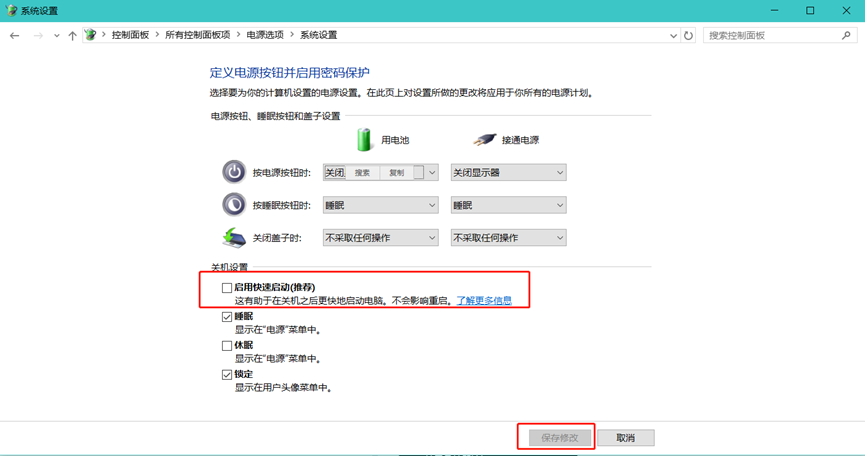 系统设置
控制面板 > 所有控制面板项 > 电源选项 > 系统设置
搜索控制面板
定义电源按钮并启用密码保护
选择要为你的计算机设置的电源设置。在此页上对设置所做的更改将应用于你所有的电源计划。
电源按钮、睡眠按钮和盖子设置
用电池 接通电源
按电源按钮时: 关闭 搜索 复制 关闭显示器
按睡眠按钮时: 睡眠 睡眠
关闭盖子时: 不采取任何操作 不采取任何操作
关机设置
启用快速启动(推荐)
这有助于在关机之后更快地启动电脑。不会影响重启。了解更多信息
睡眠
显示在"电源"菜单中。
休眠
显示在"电源"菜单中。
锁定
显示在用户头像菜单中。
保存修改 取消